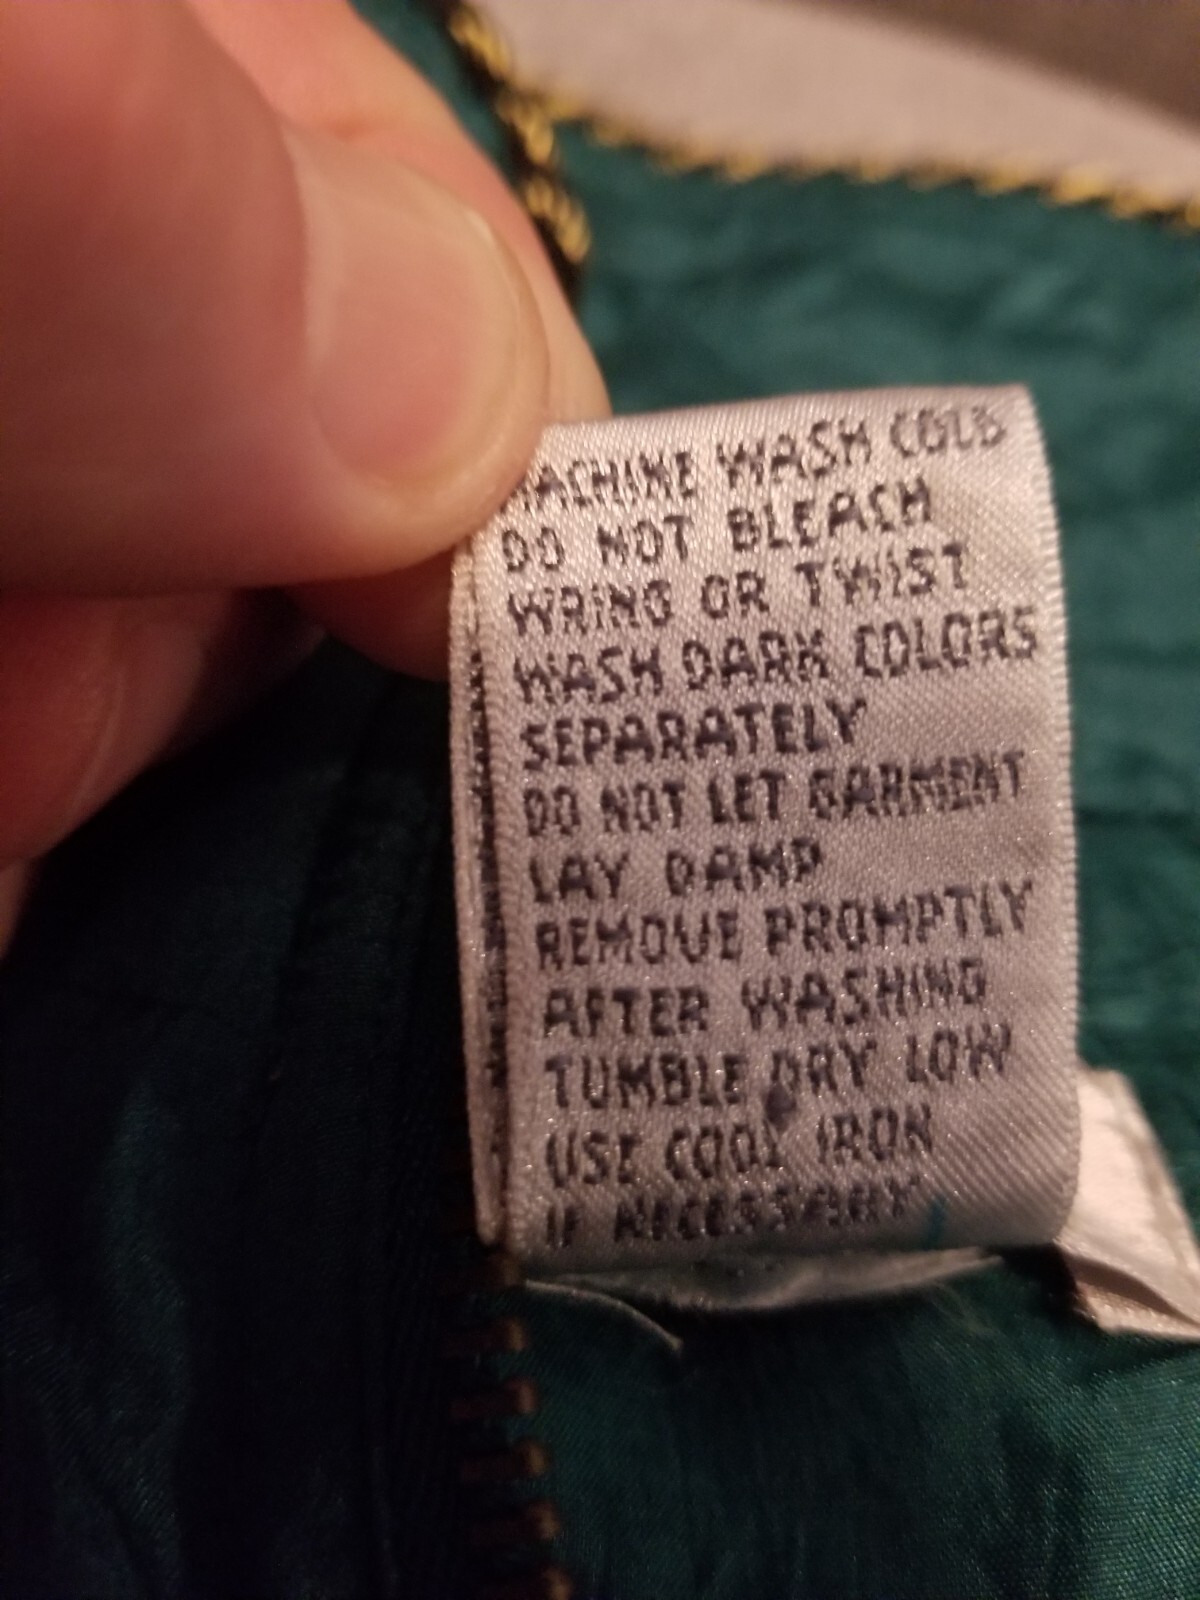 MACHINE WASH COLD
DO NOT BLEACH
WRING OR TWIST
WASH DARK COLORS
SEPARATELY
DO NOT LET GARMENT
LAY DAMP
REMOVE PROMPTLY
AFTER WASHING
TUMBLE DRY LOW
USE COOL IRON
IF NECESSARY